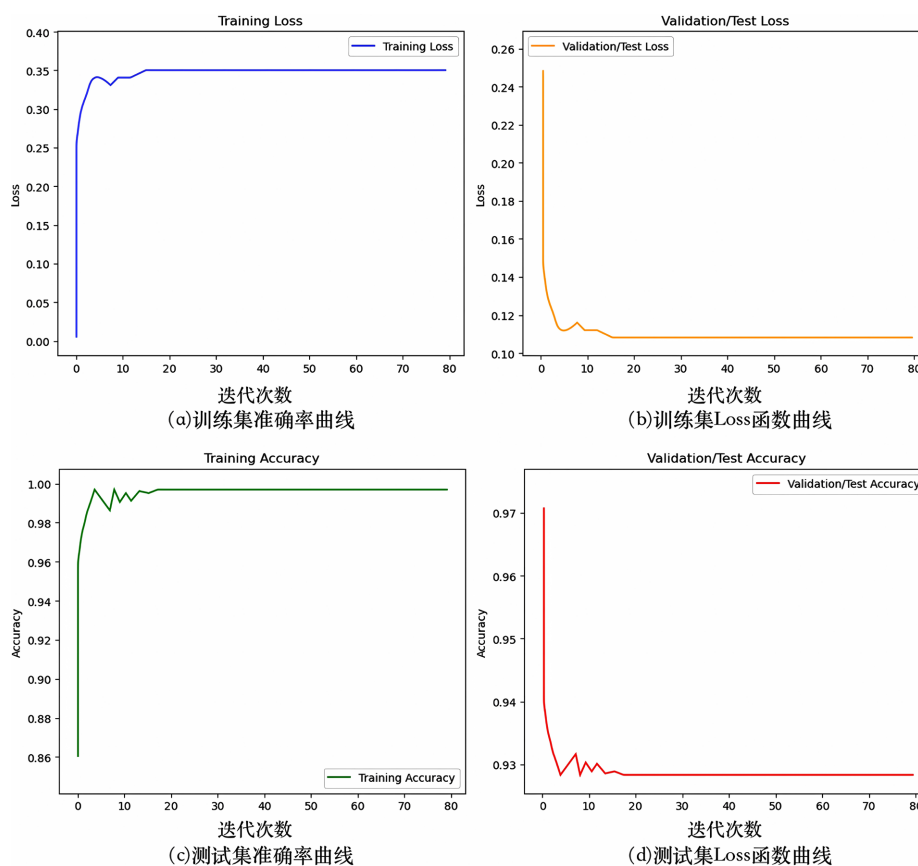 Training Loss
0.40
0.35
0.30
0.25
0.20
0.15
0.10
0.05
0.00
Loss
Training Loss
0 10 20 30 40 50 60 70 80
迭代次数
(a)训练集准确率曲线
Validation/Test Loss
0.26
0.24
0.22
0.20
0.18
0.16
0.14
0.12
0.10
Loss
Validation/Test Loss
0 10 20 30 40 50 60 70 80
迭代次数
(b)训练集Loss函数曲线
Training Accuracy
1.00
0.98
0.96
0.94
0.92
0.90
0.88
0.86
Accuracy
Training Accuracy
0 10 20 30 40 50 60 70 80
迭代次数
(c)测试集准确率曲线
Validation/Test Accuracy
0.97
0.96
0.95
0.94
0.93
Accuracy
Validation/Test Accuracy
0 10 20 30 40 50 60 70 80
迭代次数
(d)测试集Loss函数曲线